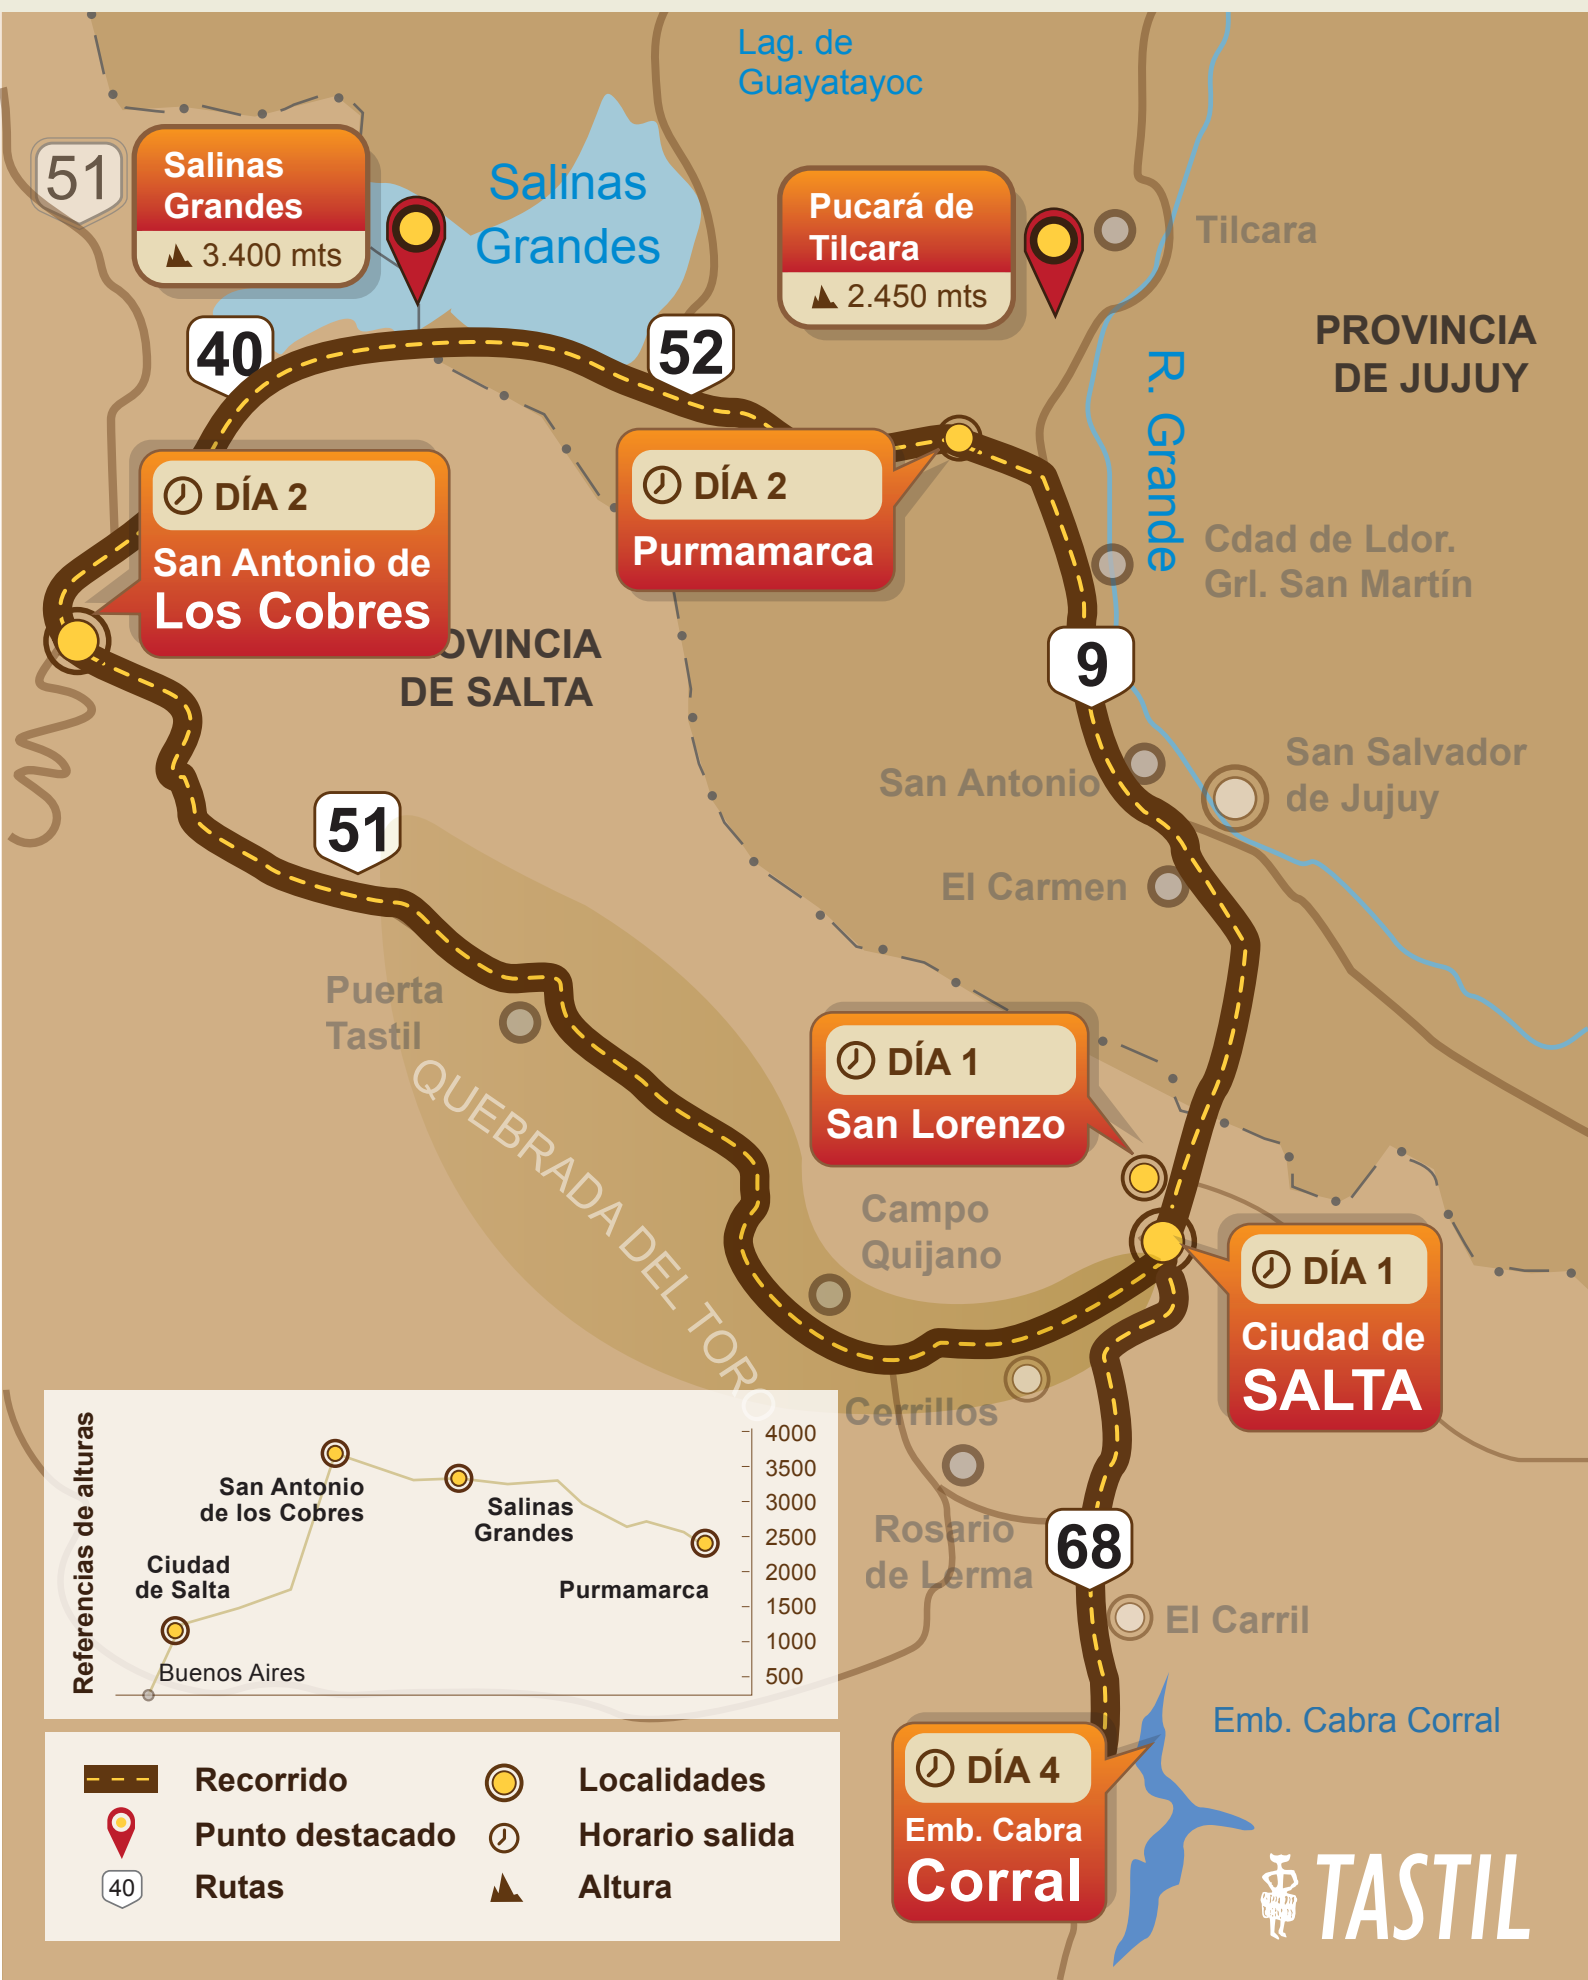 Lag. de
Guayatayoc
51
Salinas
Grandes
3.400 mts
Salinas
Grandes
Pucará de
Tilcara
2.450 mts
Tilcara
PROVINCIA
DE JUJUY
40
52
R. Grande
DÍA 2
San Antonio de
Los Cobres
DÍA 2
Purmamarca
Cdad de Ldor.
Grl. San Martín
OVINCIA
DE SALTA
9
San Antonio
San Salvador
de Jujuy
51
El Carmen
Puerta
Tastil
QUEBRADA DEL TORO
DÍA 1
San Lorenzo
Campo
Quijano
DÍA 1
Ciudad de
SALTA
Cerrillos
Rosario
de Lerma
68
El Carril
Referencias de alturas
San Antonio
de los Cobres
Salinas
Grandes
Ciudad
de Salta
Purmamarca
Buenos Aires
4000
3500
3000
2500
2000
1500
1000
500
Emb. Cabra Corral
DÍA 4
Emb. Cabra
Corral
Recorrido
Localidades
Punto destacado
Horario salida
40
Rutas
Altura
TASTIL